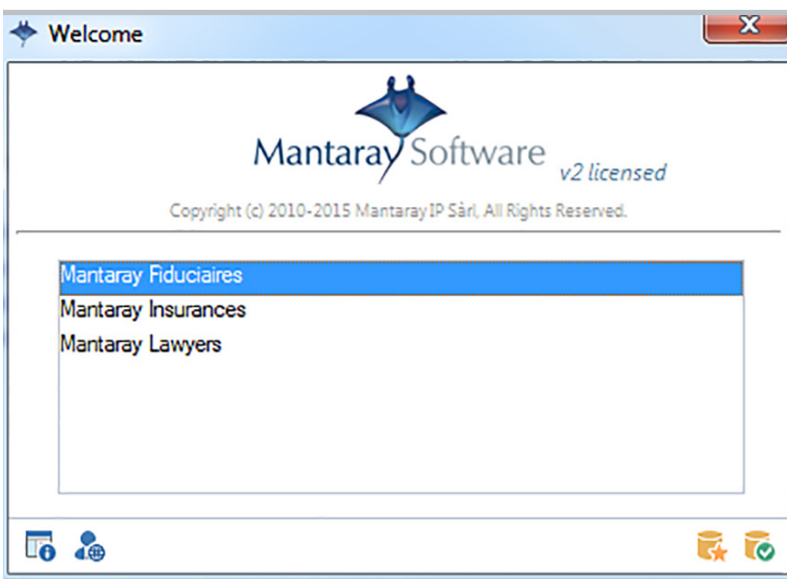 Welcome
Mantaray Software
v2 licensed
Copyright (c) 2010-2015 Mantaray IP Sàrl, All Rights Reserved.
Mantaray Fiduciaires
Mantaray Insurances
Mantaray Lawyers